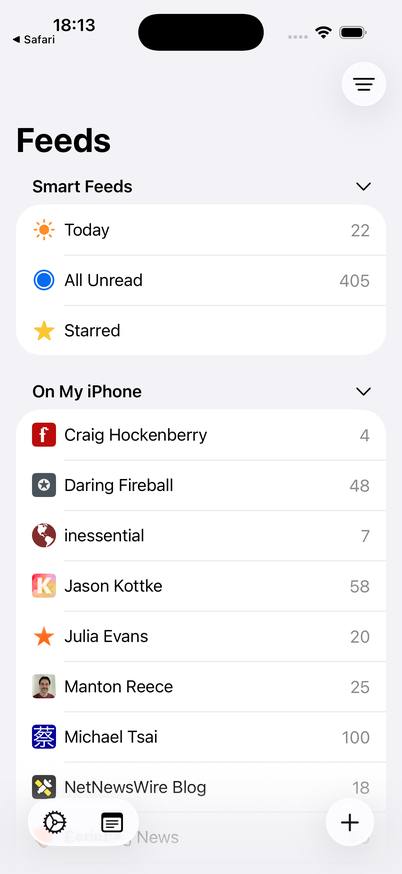 18:13
Safari
Feeds
Smart Feeds
Today 22
All Unread 405
Starred
On My iPhone
Craig Hockenberry 4
Daring Fireball 48
inessential 7
Jason Kottke 58
Julia Evans 20
Manton Reece 25
蔡 Michael Tsai 100
NetNewsWire Blog 18
News